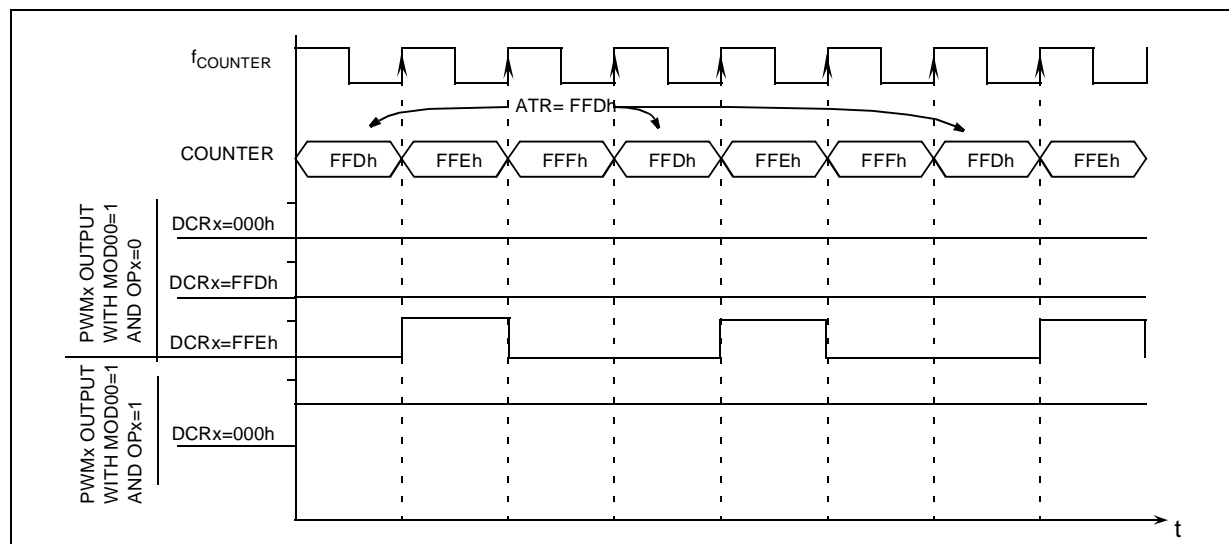 fCOUNTER
ATR= FFDh
COUNTER
FFDh FFEh FFFh FFDh FFEh FFFh FFDh FFEh
PWMx OUTPUT
WITH MOD00=1
AND OPx=0
DCRx=000h
DCRx=FFDh
DCRx=FFEh
PWMx OUTPUT
WITH MOD00=1
AND OPx=1
DCRx=000h
t